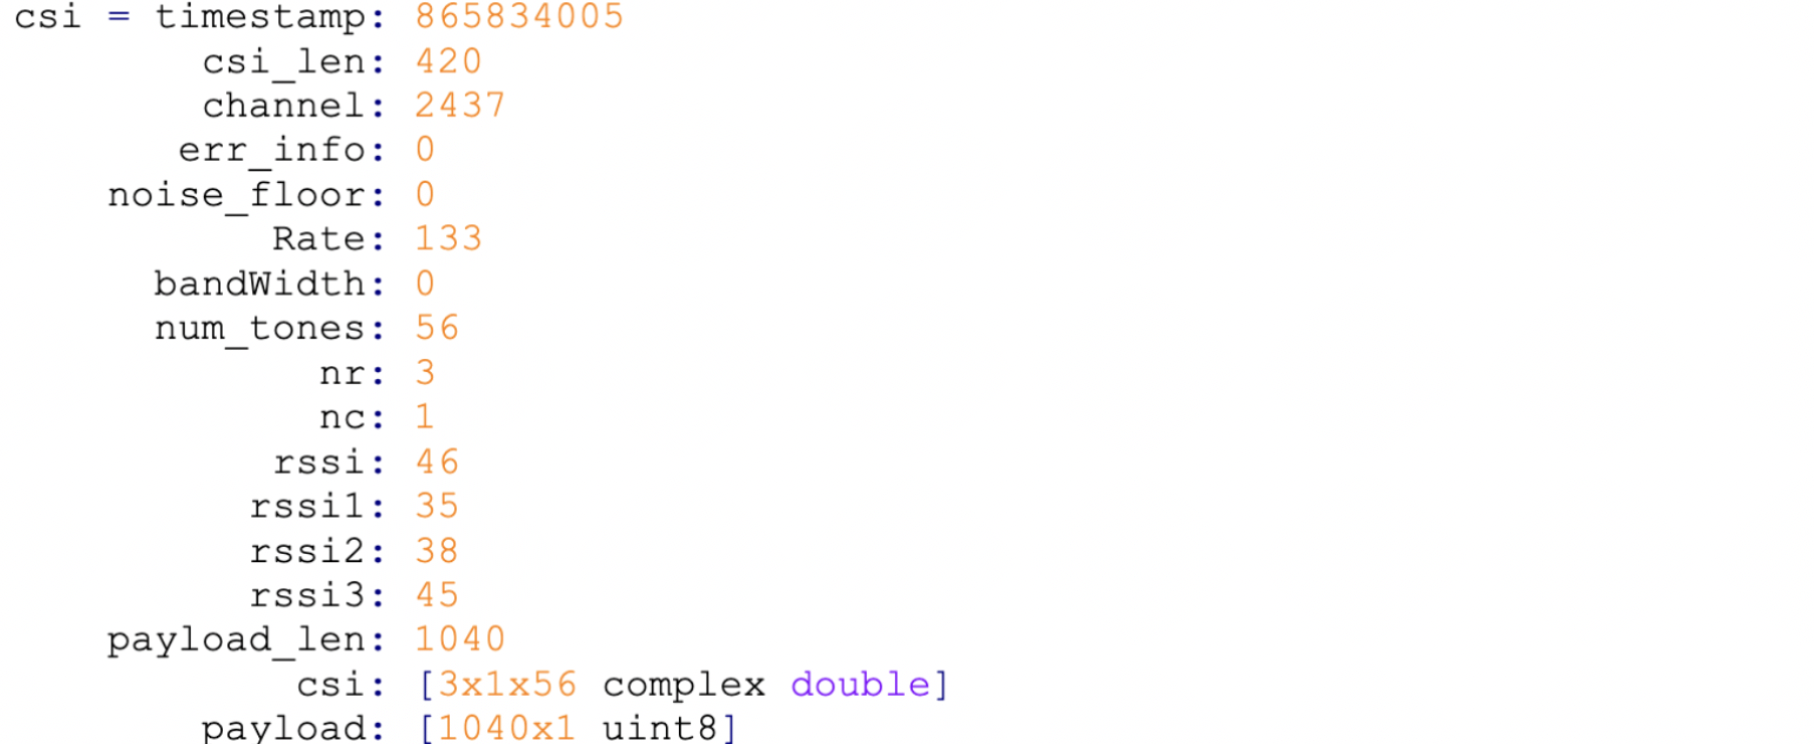 csi = timestamp: 865834005
csi_len: 420
channel: 2437
err_info: 0
noise_floor: 0
Rate: 133
bandWidth: 0
num_tones: 56
nr: 3
nc: 1
rssi: 46
rssi1: 35
rssi2: 38
rssi3: 45
payload_len: 1040
csi: [3x1x56 complex double]
payload: [1040x1 uint8]